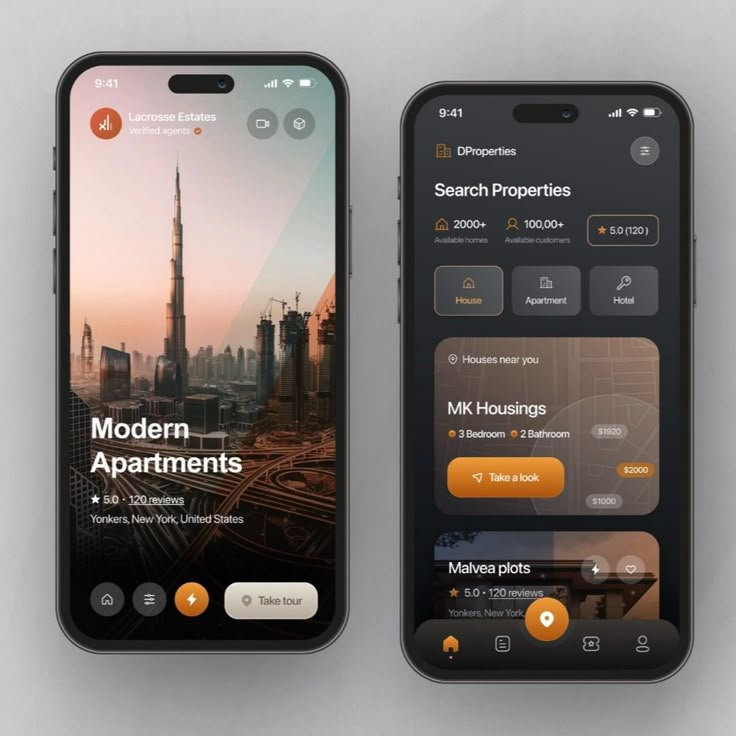 9:41
Lacrosse Estates
Verified agents
Modern
Apartments
5.0 · 120 reviews
Yonkers, New York, United States
Take tour
9:41
DProperties
Search Properties
2000+
Available homes
100,00+
Available customers
5.0 (120)
House
Apartment
Hotel
Houses near you
MK Housings
3 Bedroom
2 Bathroom
$1920
Take a look
$2000
$1000
Malvea plots
5.0 · 120 reviews
Yonkers, New York,